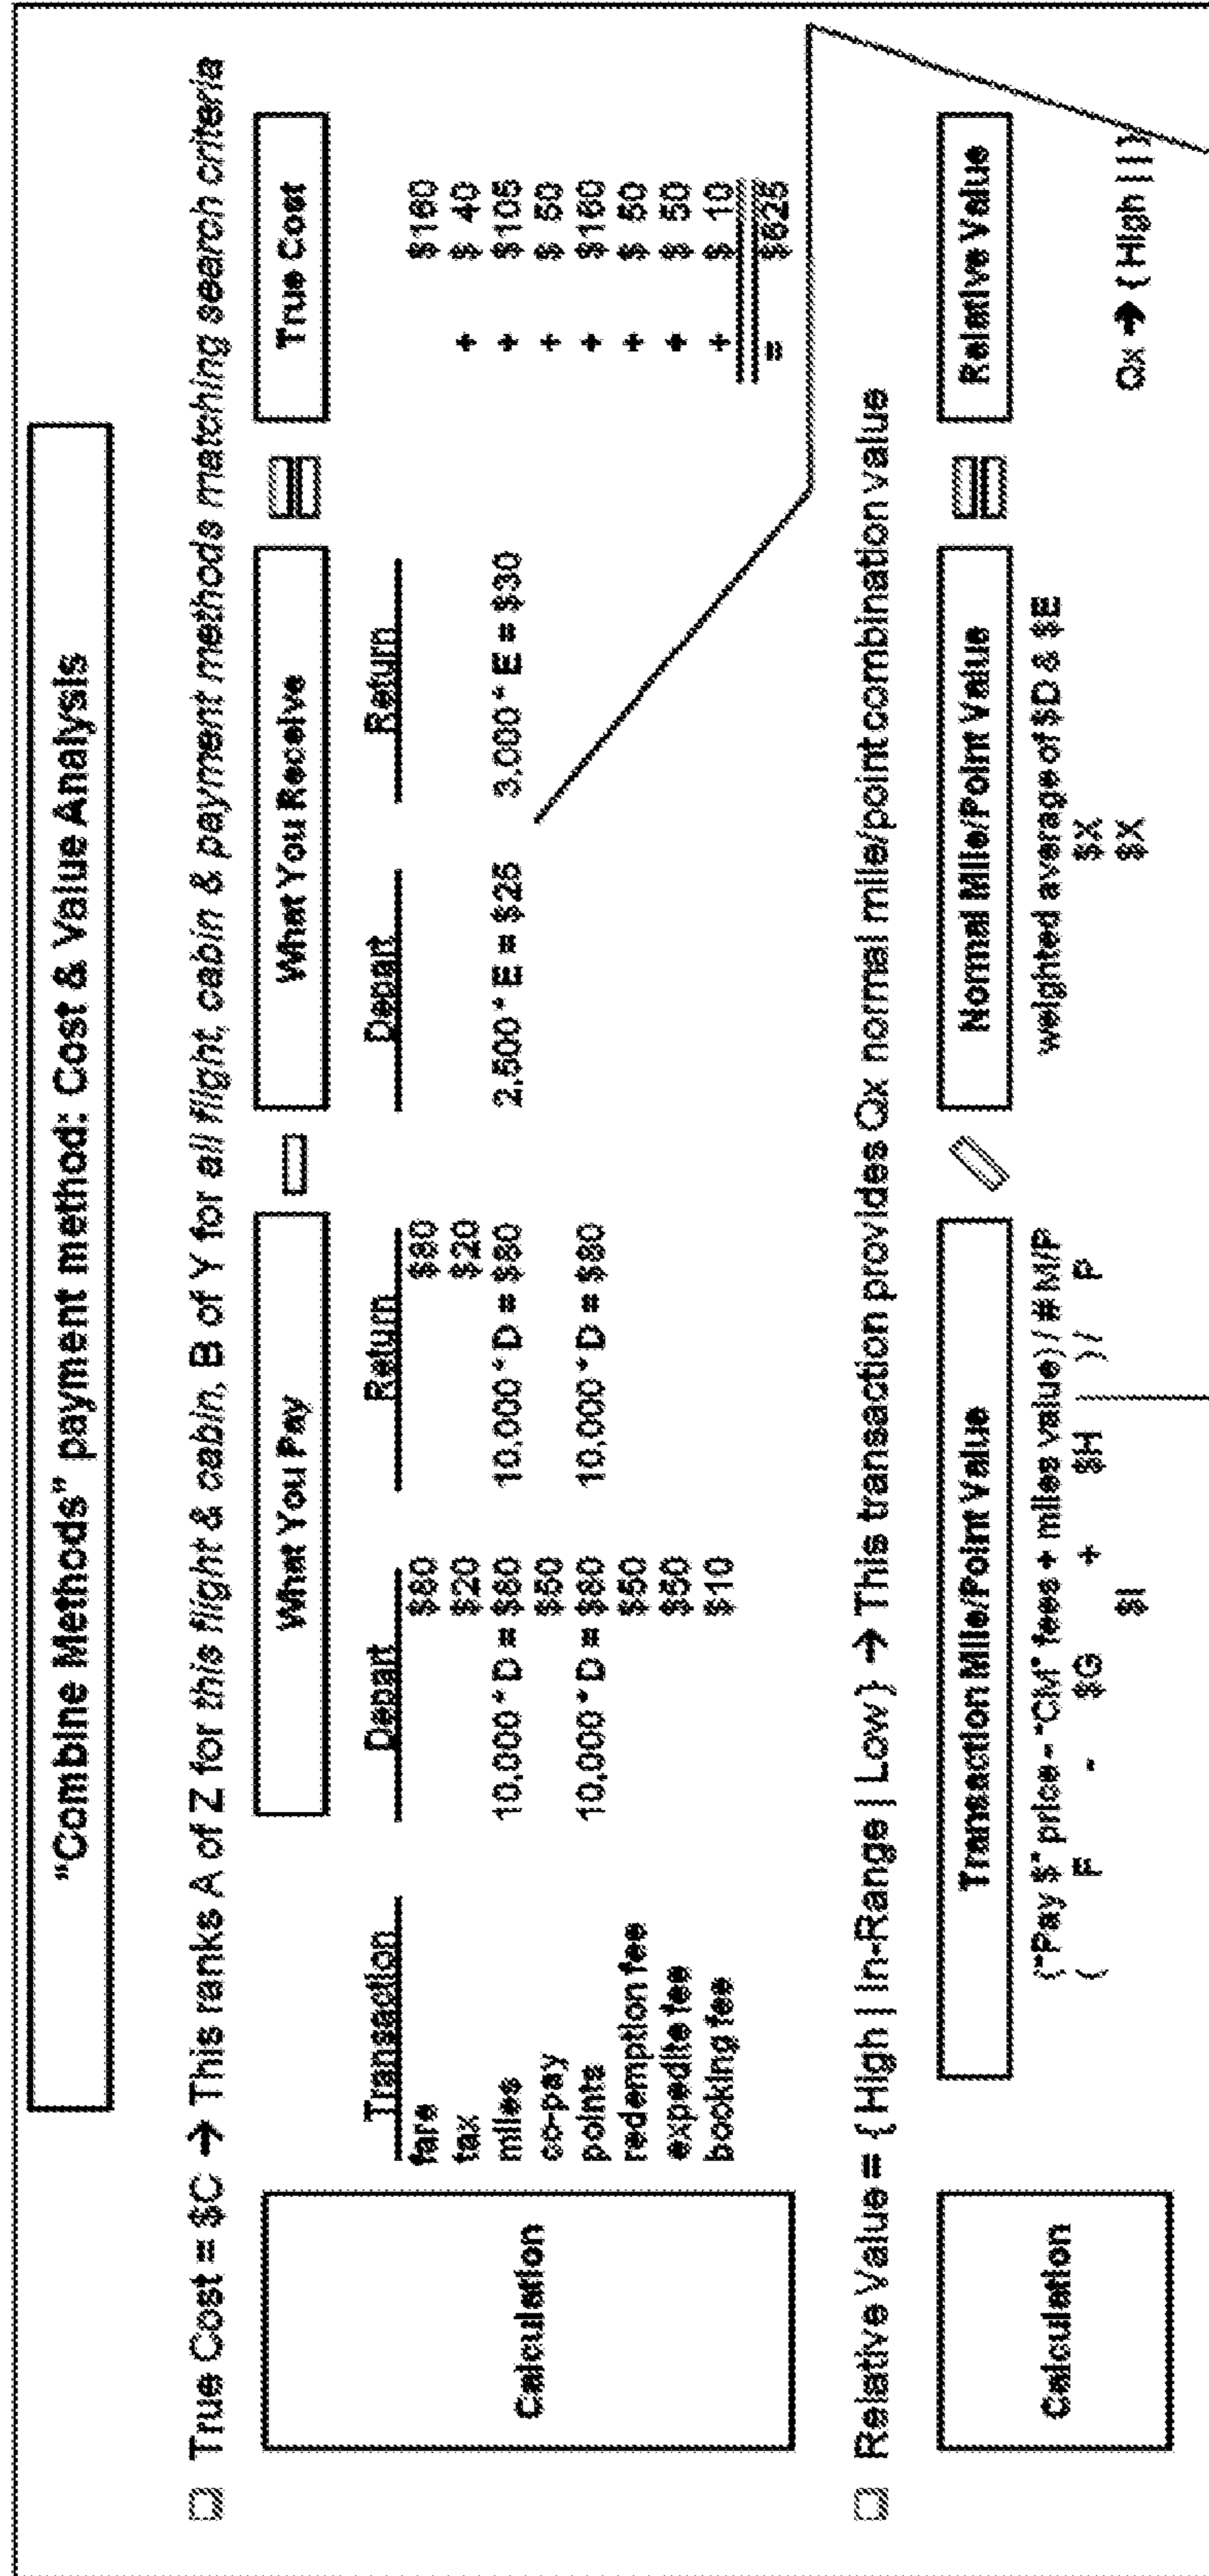 "Combine Methods" payment method: Cost & Value Analysis
□ True Cost = $C → This ranks A of Z for this flight & cabin, B of Y for all flight, cabin & payment methods matching search criteria
What You Pay – What You Receive = True Cost
Transaction Depart Return Depart Return
fare $80 $80 $160
tax $20 $20 + $ 40
miles 10,000 * D = $80 10,000 * D = $80 2,500 * E = $25 3,000 * E = $30 + $105
co-pay $50 + $ 50
points 10,000 * D = $80 10,000 * D = $80 + $160
redemption fee $50 + $ 50
expedite fee $50 + $ 50
booking fee $10 + $ 10
= $625
Calculation
□ Relative Value = { High | In-Range | Low } → This transaction provides Qx normal mile/point combination value
Transaction Mile/Point Value / Normal Mile/Point Value = Relative Value
Calculation
("Pay $" price – "CM" fees + miles value) / # M/P weighted average of $D & $E
( F - $G + $H ) / P $X
$I $X Qx → { High | | }